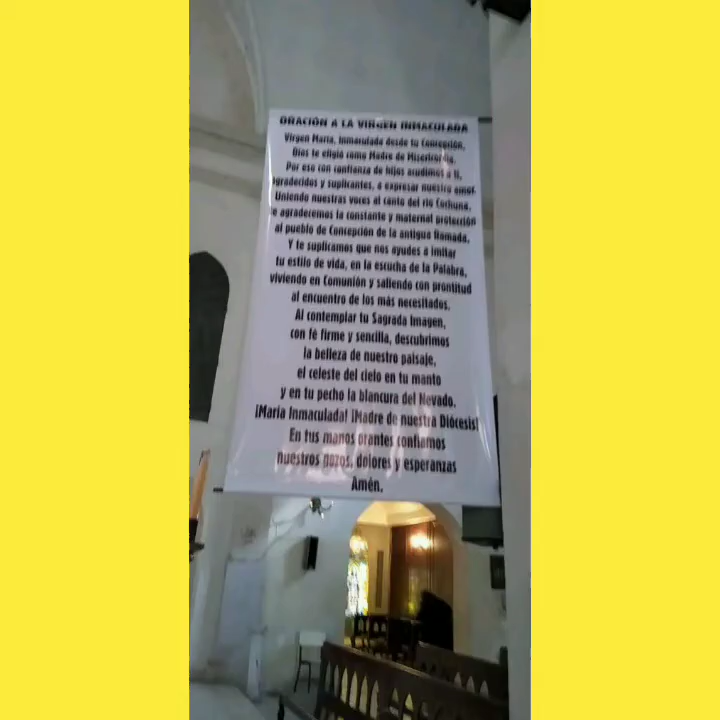 ORACIÓN A LA VIRGEN INMACULADA
Virgen María, Inmaculada desde tu Concepción,
Dios te eligió como Madre de Misericordia.
Por eso con confianza de hijos acudimos a ti,
agradecidos y suplicantes, a expresar nuestro amor.
Uniendo nuestras voces al canto del río Cochuna,
te agradecemos la constante y maternal protección
al pueblo de Concepción de la antigua Ramada.
Y te suplicamos que nos ayudes a imitar
tu estilo de vida, en la escucha de la Palabra,
viviendo en Comunión y saliendo con prontitud
al encuentro de los más necesitados.
Al contemplar tu Sagrada Imagen,
con fé firme y sencilla, descubrimos
la belleza de nuestro paisaje,
el celeste del cielo en tu manto
y en tu pecho la blancura del Nevado.
¡María Inmaculada! ¡Madre de nuestra Diócesis!
En tus manos orantes confiamos
nuestros gozos, dolores y esperanzas
Amén.